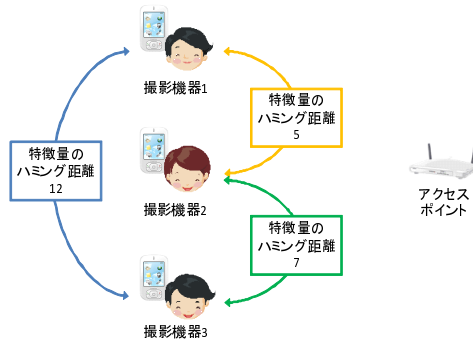 撮影機器1
特徴量の
ハミング距離
5
特徴量の
ハミング距離
12
撮影機器2
アクセス
ポイント
特徴量の
ハミング距離
7
撮影機器3